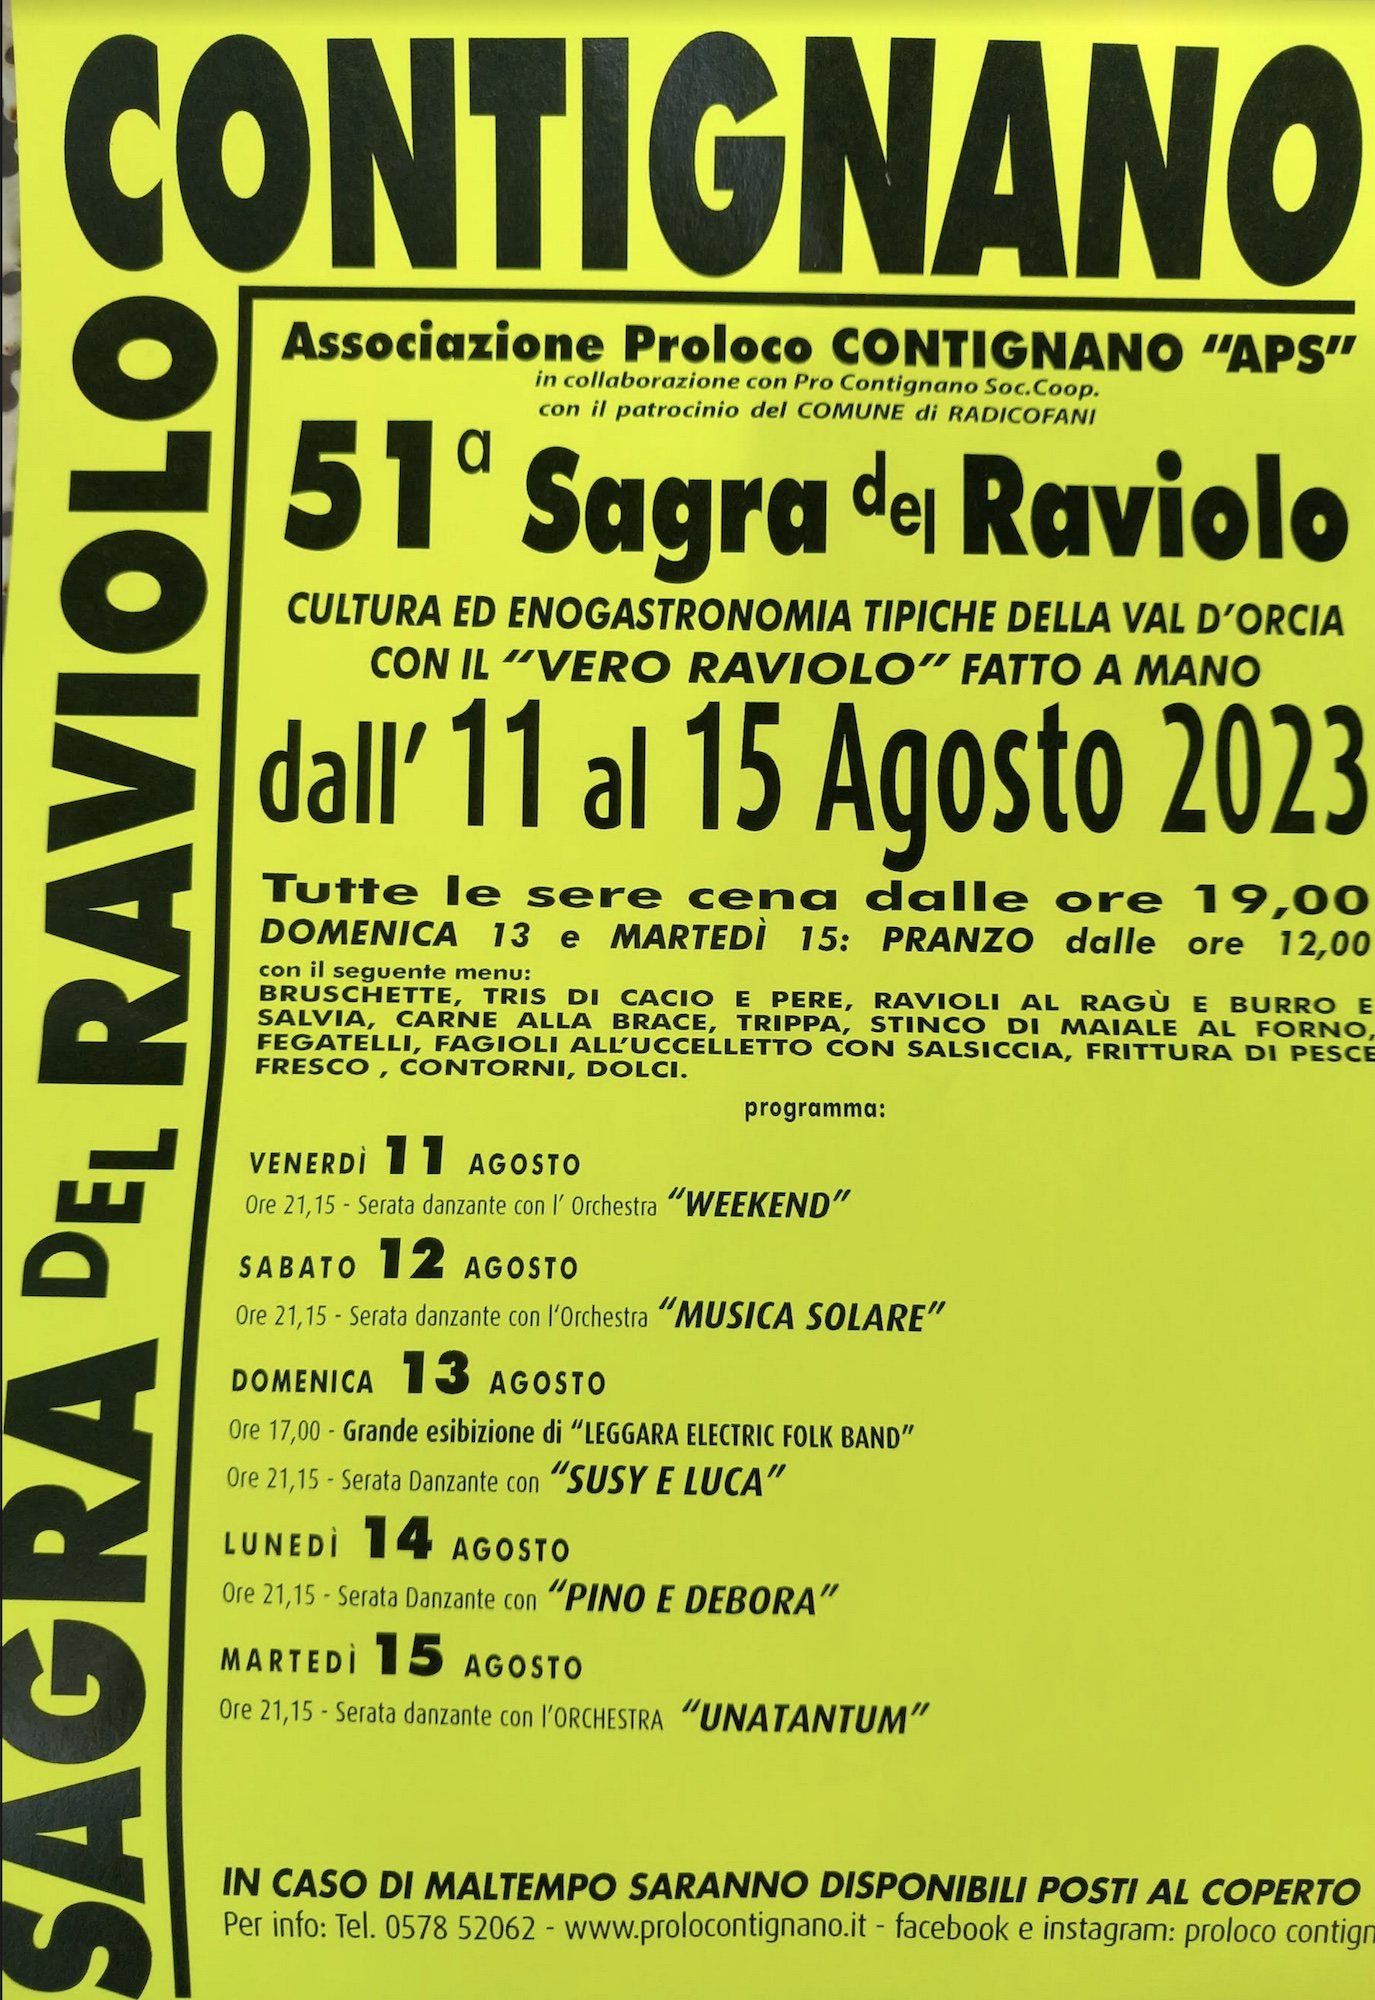 CONTIGNANO
SAGRA DEL RAVIOLO
Associazione Proloco CONTIGNANO "APS"
in collaborazione con Pro Contignano Soc.Coop.
con il patrocinio del COMUNE di RADICOFANI
51a Sagra del Raviolo
CULTURA ED ENOGASTRONOMIA TIPICHE DELLA VAL D'ORCIA
CON IL "VERO RAVIOLO" FATTO A MANO
dall' 11 al 15 Agosto 2023
Tutte le sere cena dalle ore 19,00
DOMENICA 13 e MARTEDÌ 15: PRANZO dalle ore 12,00
con il seguente menu:
BRUSCHETTE, TRIS DI CACIO E PERE, RAVIOLI AL RAGÙ E BURRO E
SALVIA, CARNE ALLA BRACE, TRIPPA, STINCO DI MAIALE AL FORNO,
FEGATELLI, FAGIOLI ALL'UCCELLETTO CON SALSICCIA, FRITTURA DI PESCE
FRESCO , CONTORNI, DOLCI.
programma:
VENERDÌ 11 AGOSTO
Ore 21,15 - Serata danzante con l' Orchestra "WEEKEND"
SABATO 12 AGOSTO
Ore 21,15 - Serata danzante con l'Orchestra "MUSICA SOLARE"
DOMENICA 13 AGOSTO
Ore 17,00 - Grande esibizione di "LEGGARA ELECTRIC FOLK BAND"
Ore 21,15 - Serata Danzante con "SUSY E LUCA"
LUNEDÌ 14 AGOSTO
Ore 21,15 - Serata Danzante con "PINO E DEBORA"
MARTEDÌ 15 AGOSTO
Ore 21,15 - Serata danzante con l'ORCHESTRA "UNATANTUM"
IN CASO DI MALTEMPO SARANNO DISPONIBILI POSTI AL COPERTO
Per info: Tel. 0578 52062 - www.prolocontignano.it - facebook e instagram: proloco contign